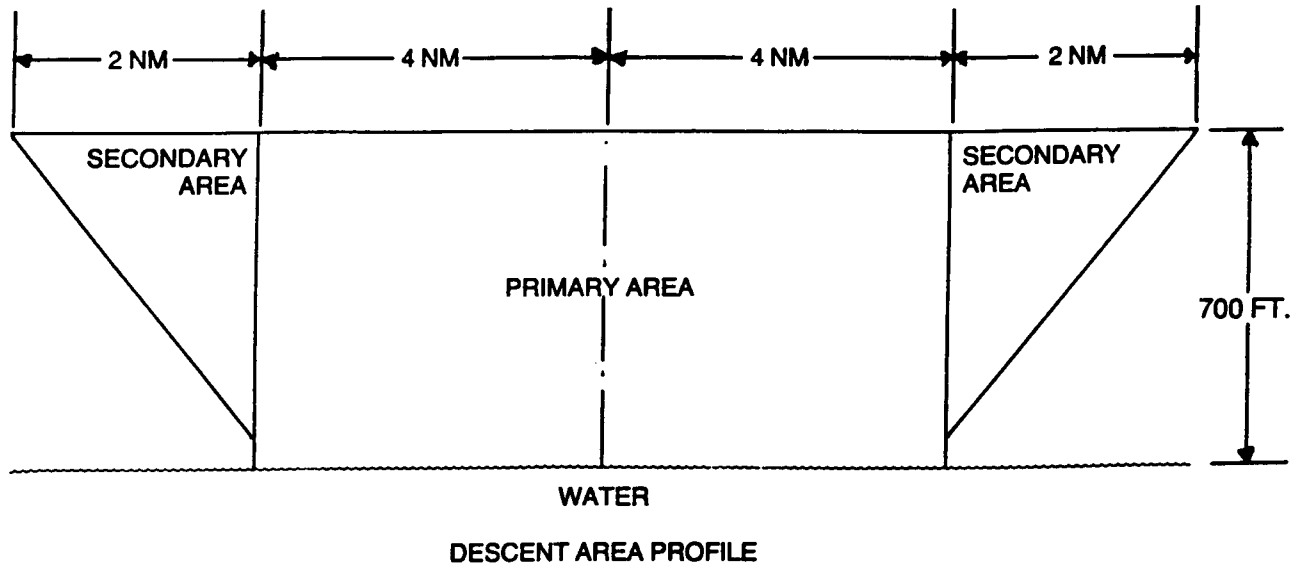 2 NM
4 NM
4 NM
2 NM
SECONDARY
AREA
SECONDARY
AREA
PRIMARY AREA
700 FT.
WATER
DESCENT AREA PROFILE